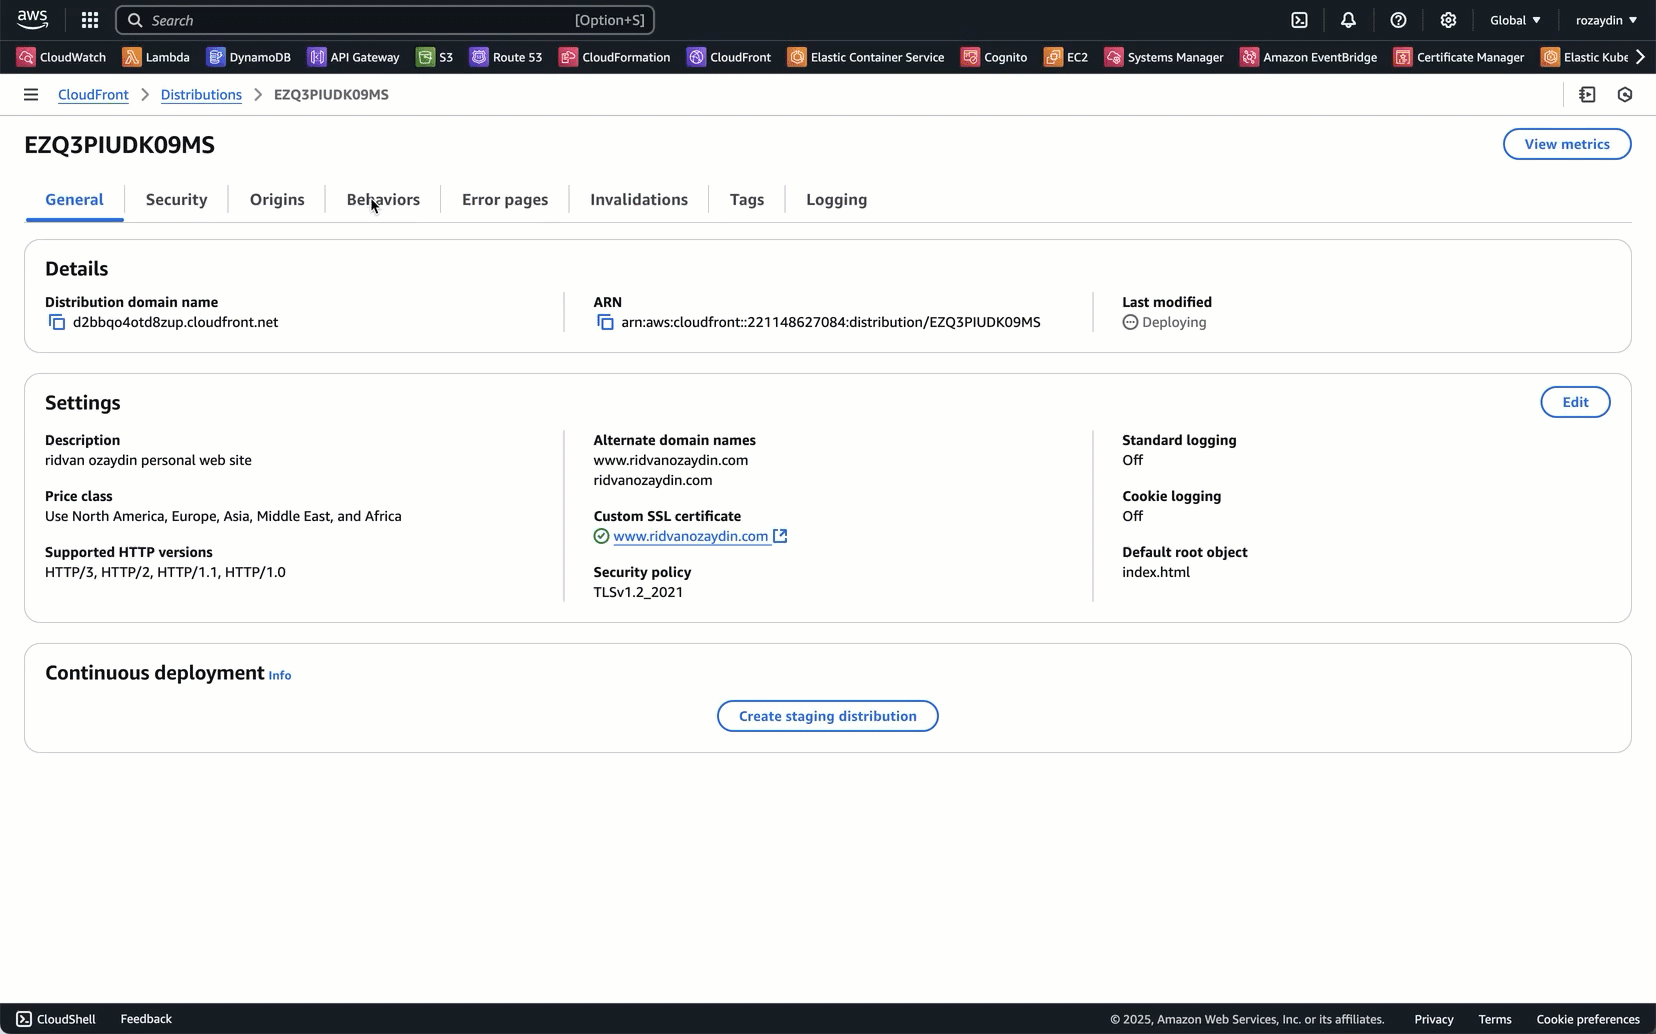 aws
Search [Option+S] Global rozaydin
CloudWatch Lambda DynamoDB API Gateway S3 Route 53 CloudFormation CloudFront Elastic Container Service Cognito EC2 Systems Manager Amazon EventBridge Certificate Manager Elastic Kube
CloudFront Distributions EZQ3PIUDK09MS
EZQ3PIUDK09MS View metrics
General Security Origins Behaviors Error pages Invalidations Tags Logging
Details
Distribution domain name ARN Last modified
d2bbqo4otd8zup.cloudfront.net arn:aws:cloudfront::221148627084:distribution/EZQ3PIUDK09MS Deploying
Settings Edit
Description Alternate domain names Standard logging
ridvan ozaydin personal web site www.ridvanozaydin.com Off
ridvanozaydin.com
Price class Cookie logging
Use North America, Europe, Asia, Middle East, and Africa Custom SSL certificate Off
www.ridvanozaydin.com
Supported HTTP versions Default root object
HTTP/3, HTTP/2, HTTP/1.1, HTTP/1.0 Security policy index.html
TLSv1.2_2021
Continuous deployment Info
Create staging distribution
CloudShell Feedback © 2025, Amazon Web Services, Inc. or its affiliates. Privacy Terms Cookie preferences